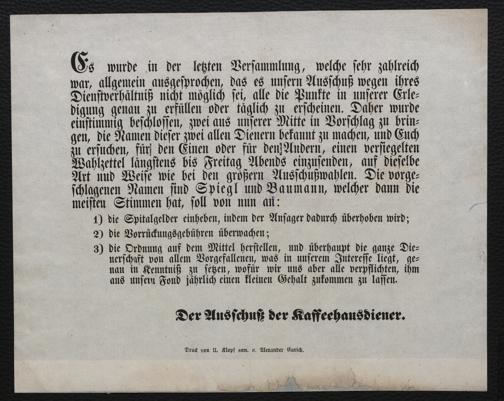 Es wurde in der letzten Versammlung, welche sehr zahlreich
war, allgemein ausgesprochen, das es unsern Ausschuß wegen ihres
Dienstverhältniß nicht möglich sei, alle die Punkte in unserer Erle-
digung genau zu erfüllen oder täglich zu erscheinen. Daher wurde
einstimmig beschlossen, zwei aus unserer Mitte in Vorschlag zu brin-
gen, die Namen dieser zwei allen Dienern bekannt zu machen, und Euch
zu ersuchen, für den Einen oder für den Andern, einen versiegelten
Wahlzettel längstens bis Freitag Abends einzusenden, auf dieselbe
Art und Weise wie bei den größern Ausschußwahlen. Die vorge-
schlagenen Namen sind Spiegl und Baumann, welcher dann die
meisten Stimmen hat, soll von nun an:
1) die Spitalgelder einheben, indem der Ansager dadurch überhoben wird;
2) die Vorrückungsgebühren überwachen;
3) die Ordnung auf dem Mittel herstellen, und überhaupt die ganze Die-
nerschaft von allem Vorgefallenen, was in unserem Interesse liegt, ge-
nau in Kenntniß zu setzen, wofür wir uns aber alle verpflichten, ihm
aus unserm Fond jährlich einen kleinen Gehalt zukommen zu lassen.
Der Ausschuß der Kaffeehausdiener.
Druck von U. Klopf sen. u. Alexander Eurich.